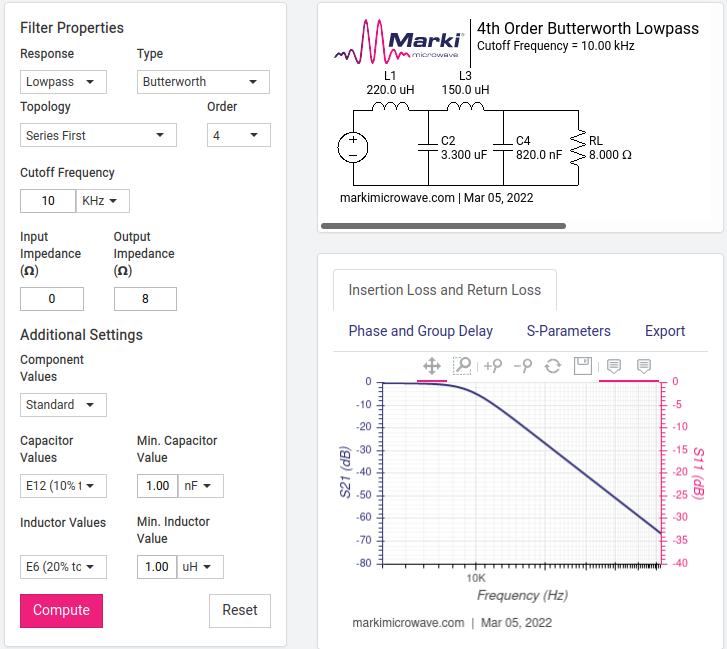 Filter Properties
Response Type
Lowpass Butterworth
Topology Order
Series First 4
Cutoff Frequency
10 KHz
Input Output
Impedance Impedance
(Ω) (Ω)
0 8
Additional Settings
Component
Values
Standard
Capacitor Min. Capacitor
Values Value
E12 (10% t 1.00 nF
Inductor Values Min. Inductor
Value
E6 (20% tc 1.00 uH
Compute Reset
Marki
microwave
4th Order Butterworth Lowpass
Cutoff Frequency = 10.00 kHz
L1 L3
220.0 uH 150.0 uH
C2 C4 RL
3.300 uF 820.0 nF 8.000 Ω
markimicrowave.com | Mar 05, 2022
Insertion Loss and Return Loss
Phase and Group Delay S-Parameters Export
0 0
-10 -5
-20 -10
-30 -15
-40 -20
-50 -25
-60 -30
-70 -35
-80 -40
S21 (dB)
S11 (dB)
10K
Frequency (Hz)
markimicrowave.com | Mar 05, 2022